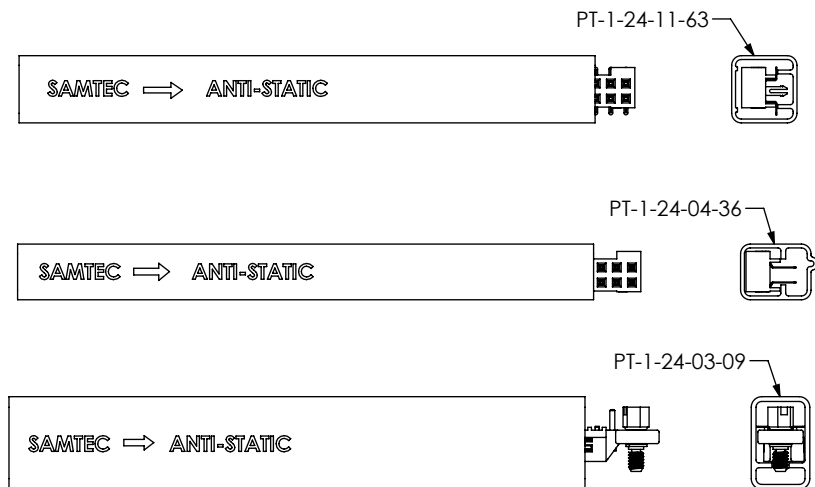 PT-1-24-11-63
SAMTEC ANTI-STATIC
PT-1-24-04-36
SAMTEC ANTI-STATIC
PT-1-24-03-09
SAMTEC ANTI-STATIC